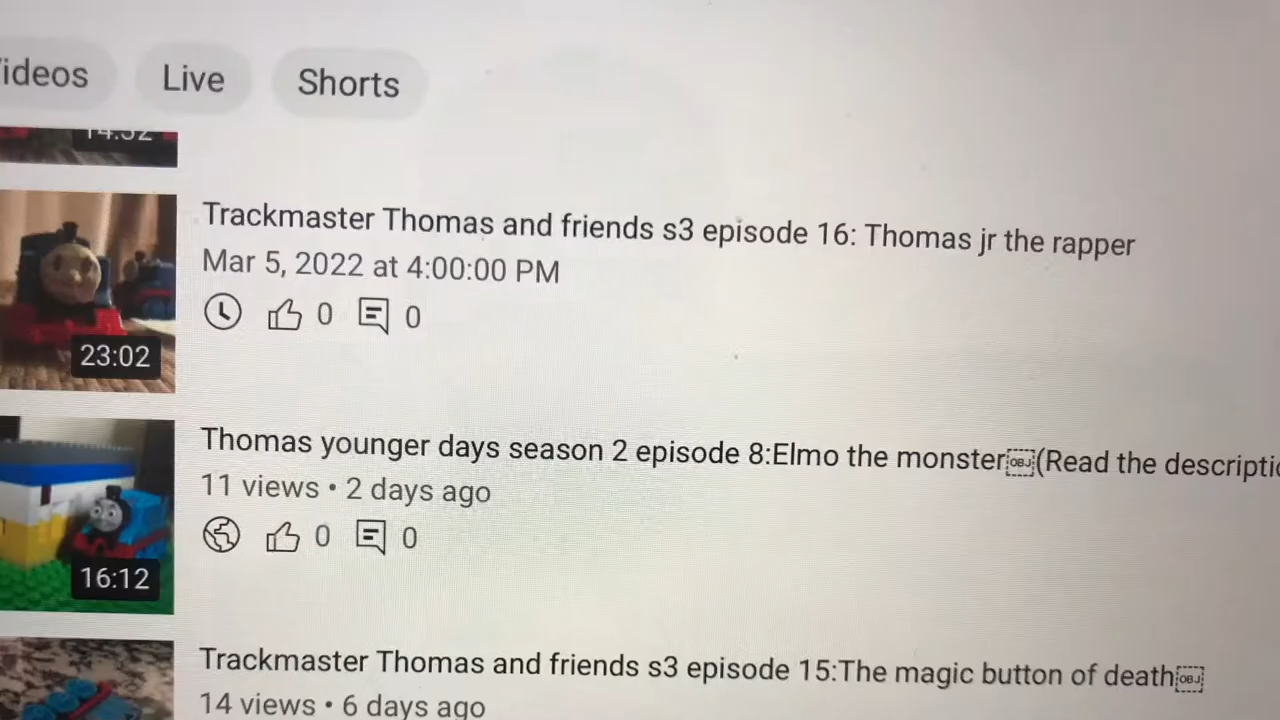 ideos
Live
Shorts
14:32
Trackmaster Thomas and friends s3 episode 16: Thomas jr the rapper
Mar 5, 2022 at 4:00:00 PM
0
0
23:02
Thomas younger days season 2 episode 8:Elmo the monster￼(Read the descriptio
11 views • 2 days ago
0
0
16:12
Trackmaster Thomas and friends s3 episode 15:The magic button of death￼
14 views • 6 days ago